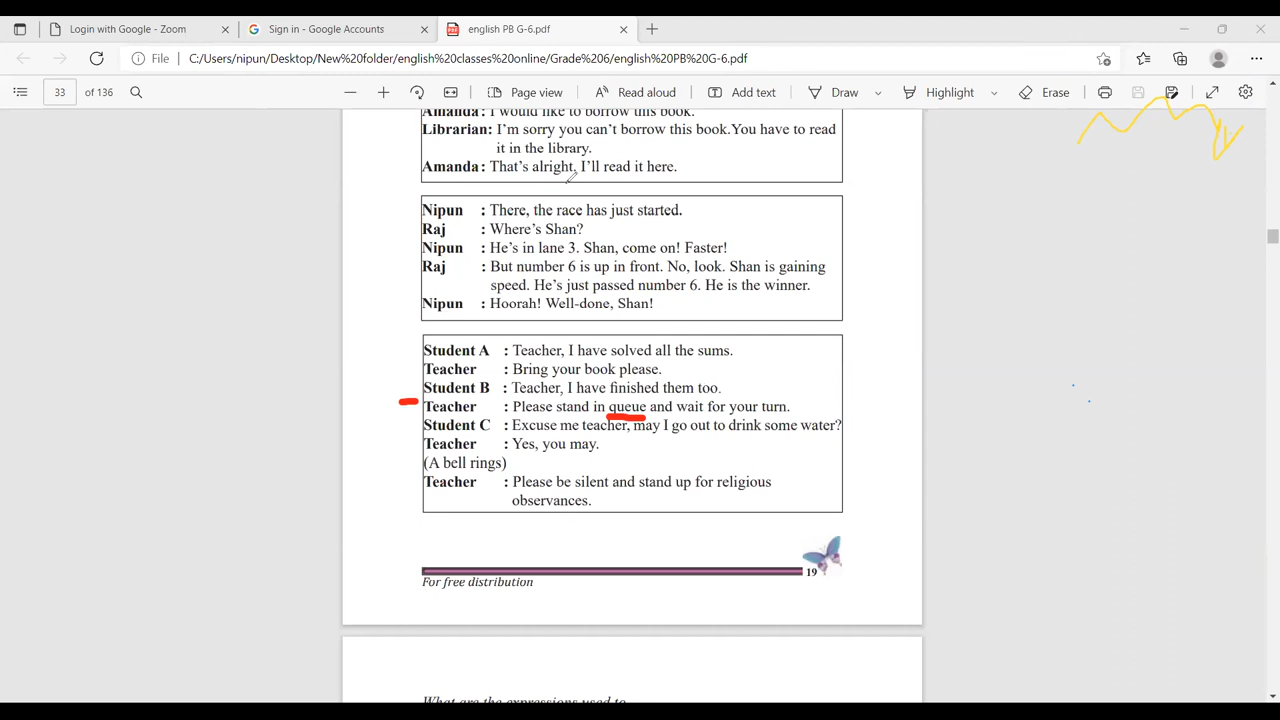 Login with Google - Zoom
Sign in - Google Accounts
english PB G-6.pdf
File
C:/Users/nipun/Desktop/New%20folder/english%20classes%20online/Grade%206/english%20PB%20G-6.pdf
33 of 136
Page view
Read aloud
Add text
Draw
Highlight
Erase
Amanda : I would like to borrow this book.
Librarian: I'm sorry you can't borrow this book.You have to read
it in the library.
Amanda : That's alright, I'll read it here.
Nipun : There, the race has just started.
Raj : Where's Shan?
Nipun : He's in lane 3. Shan, come on! Faster!
Raj : But number 6 is up in front. No, look. Shan is gaining
speed. He's just passed number 6. He is the winner.
Nipun : Hoorah! Well-done, Shan!
Student A : Teacher, I have solved all the sums.
Teacher : Bring your book please.
Student B : Teacher, I have finished them too.
Teacher : Please stand in queue and wait for your turn.
Student C : Excuse me teacher, may I go out to drink some water?
Teacher : Yes, you may.
(A bell rings)
Teacher : Please be silent and stand up for religious
observances.
19
For free distribution
What are the expressions used to